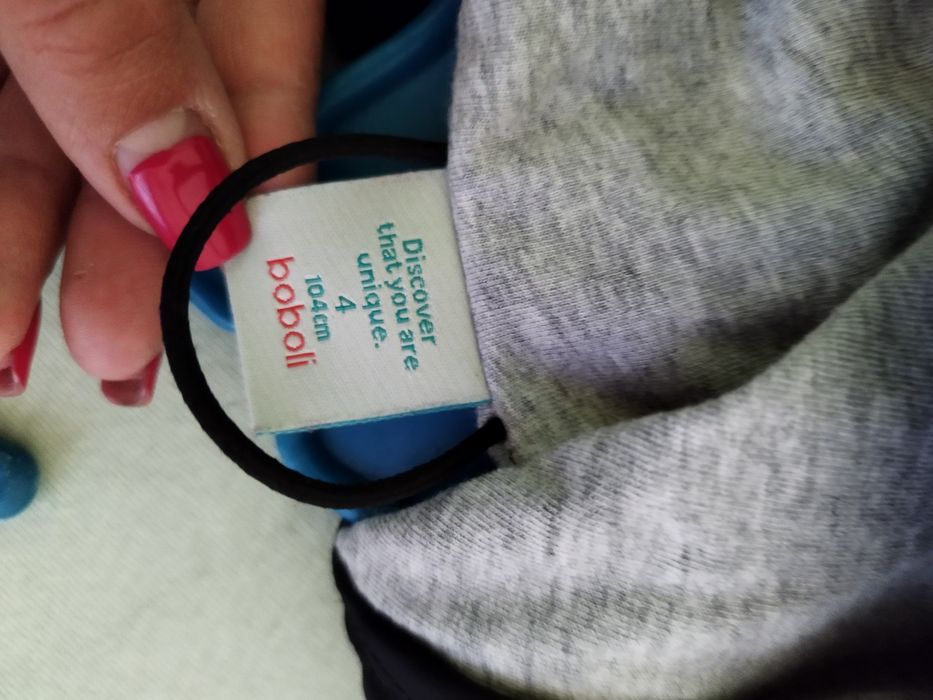 Discover
that you are
unique.
4
104cm
boboli